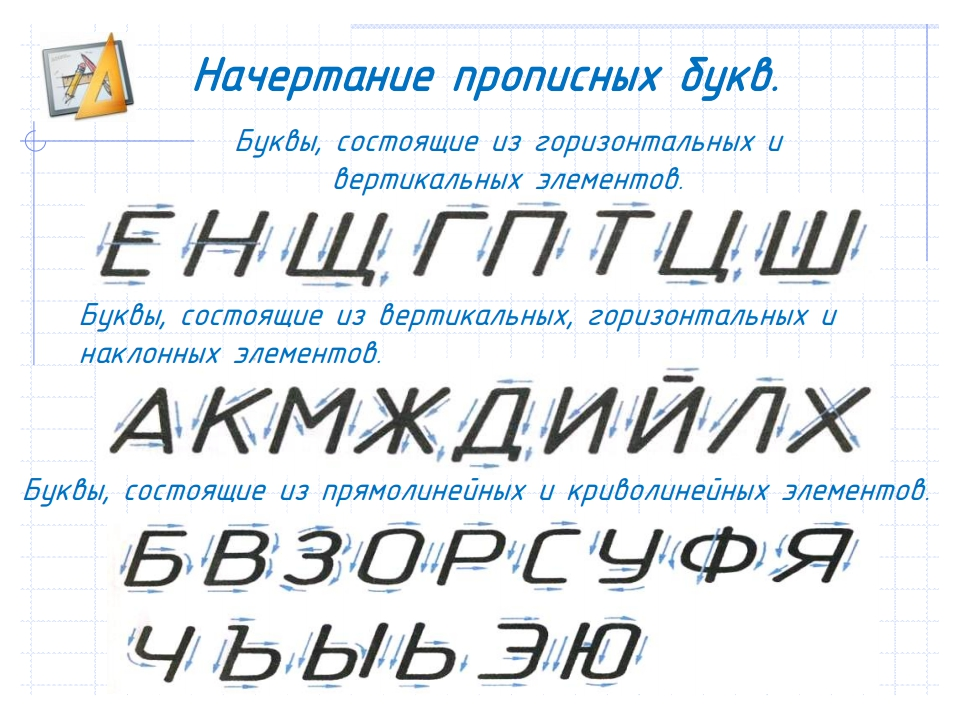 Начертание прописных букв.
Буквы, состоящие из горизонтальных и
вертикальных элементов.
ЕНЩГПТЦШ
Буквы, состоящие из вертикальных, горизонтальных и
наклонных элементов.
АКМЖДИЙЛХ
Буквы, состоящие из прямолинейных и криволинейных элементов.
БВЗОРСУФЯ
ЧЪЫЬЭЮ